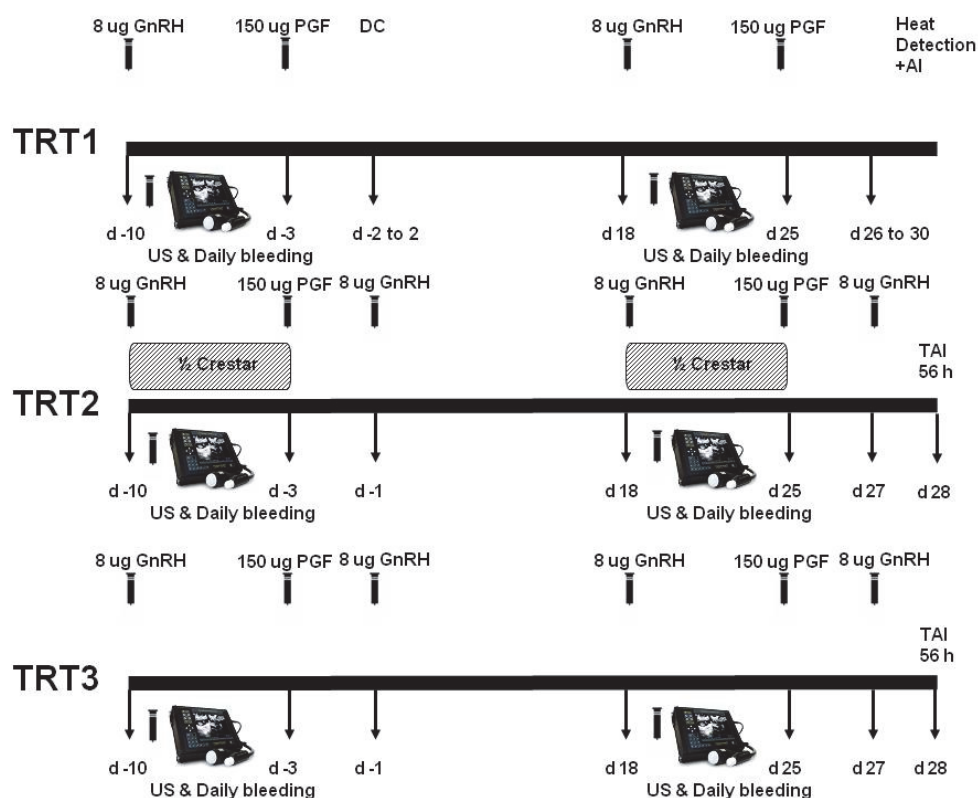 8 ug GnRH 150 ug PGF DC 8 ug GnRH 150 ug PGF Heat
Detection
+AI
TRT1
d -10 d -3 d -2 to 2 d 18 d 25 d 26 to 30
US & Daily bleeding US & Daily bleeding
8 ug GnRH 150 ug PGF 8 ug GnRH 8 ug GnRH 150 ug PGF 8 ug GnRH
½ Crestar ½ Crestar TAI
56 h
TRT2
d -10 d -3 d -1 d 18 d 25 d 27 d 28
US & Daily bleeding US & Daily bleeding
8 ug GnRH 150 ug PGF 8 ug GnRH 8 ug GnRH 150 ug PGF 8 ug GnRH
TAI
56 h
TRT3
d -10 d -3 d -1 d 18 d 25 d 27 d 28
US & Daily bleeding US & Daily bleeding